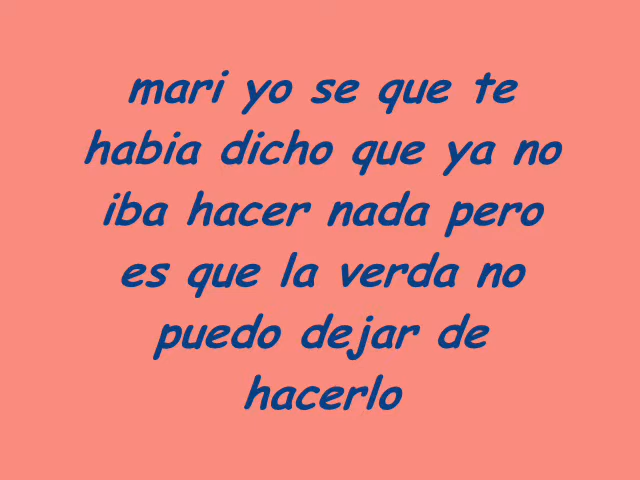 mari yo se que te
habia dicho que ya no
iba hacer nada pero
es que la verda no
puedo dejar de
hacerlo